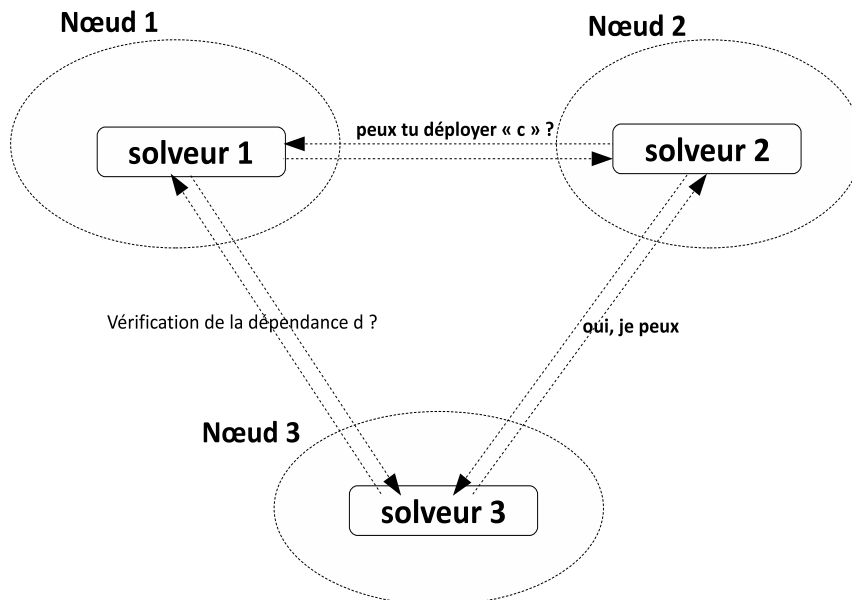 Nœud 1
Nœud 2
peux tu déployer « c » ?
solveur 1
solveur 2
Vérification de la dépendance d ?
oui, je peux
Nœud 3
solveur 3